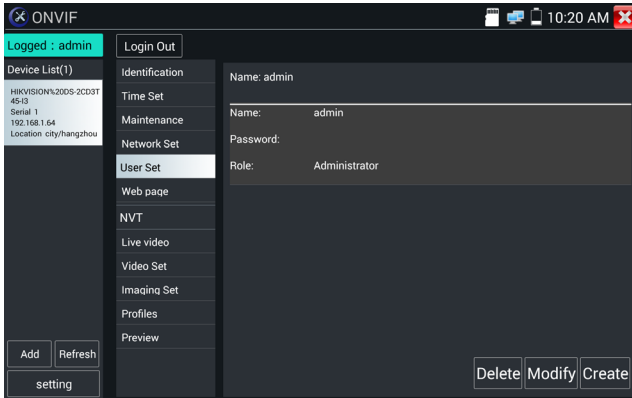 ONVIF
10:20 AM
Logged : admin
Login Out
Device List(1)
HIKVISION%20DS-2CD3T
45-I3
Serial 1
192.168.1.64
Location city/hangzhou
Add
Refresh
setting
Identification
Time Set
Maintenance
Network Set
User Set
Web page
NVT
Live video
Video Set
Imaging Set
Profiles
Preview
Name: admin
Name: admin
Password:
Role: Administrator
Delete
Modify
Create